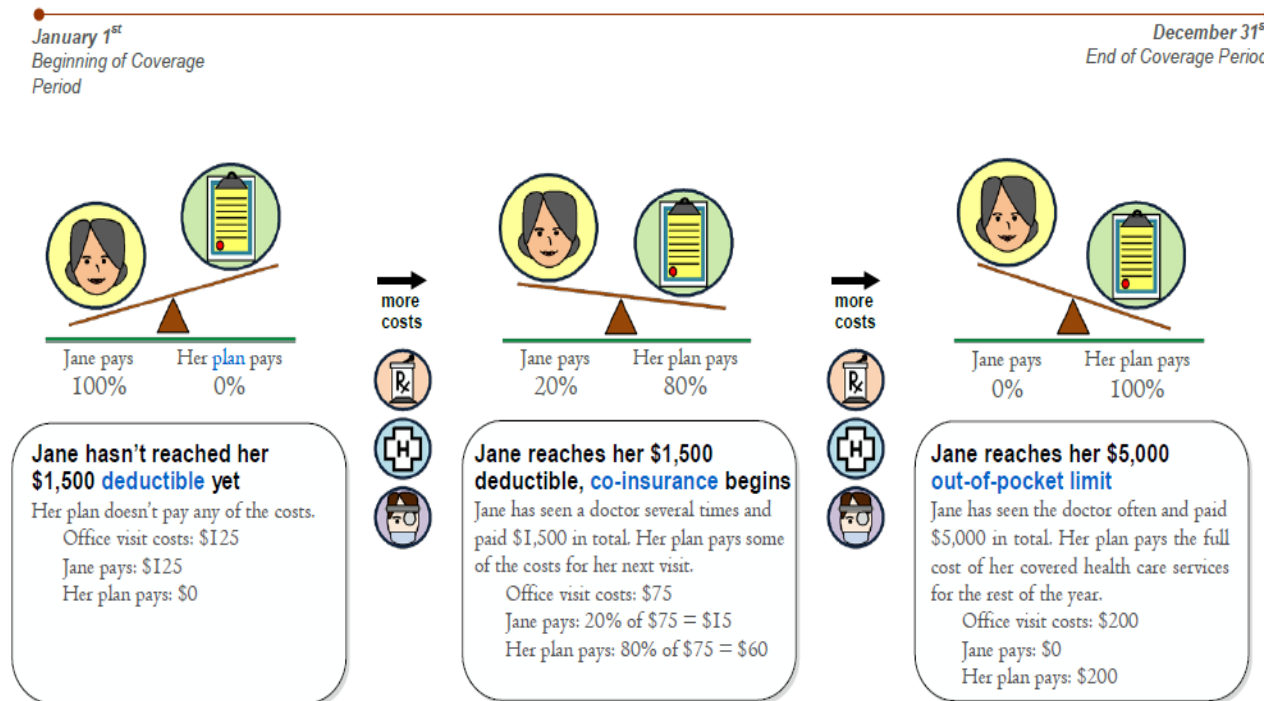 January 1st
Beginning of Coverage
Period
December 31s
End of Coverage Period
Jane pays
100%
Her plan pays
0%
more
costs
Rx
H
Jane pays
20%
Her plan pays
80%
more
costs
Rx
H
Jane pays
0%
Her plan pays
100%
Jane hasn't reached her
$1,500 deductible yet
Her plan doesn't pay any of the costs.
Office visit costs: $125
Jane pays: $125
Her plan pays: $0
Jane reaches her $1,500
deductible, co-insurance begins
Jane has seen a doctor several times and
paid $1,500 in total. Her plan pays some
of the costs for her next visit.
Office visit costs: $75
Jane pays: 20% of $75 = $15
Her plan pays: 80% of $75 = $60
Jane reaches her $5,000
out-of-pocket limit
Jane has seen the doctor often and paid
$5,000 in total. Her plan pays the full
cost of her covered health care services
for the rest of the year.
Office visit costs: $200
Jane pays: $0
Her plan pays: $200